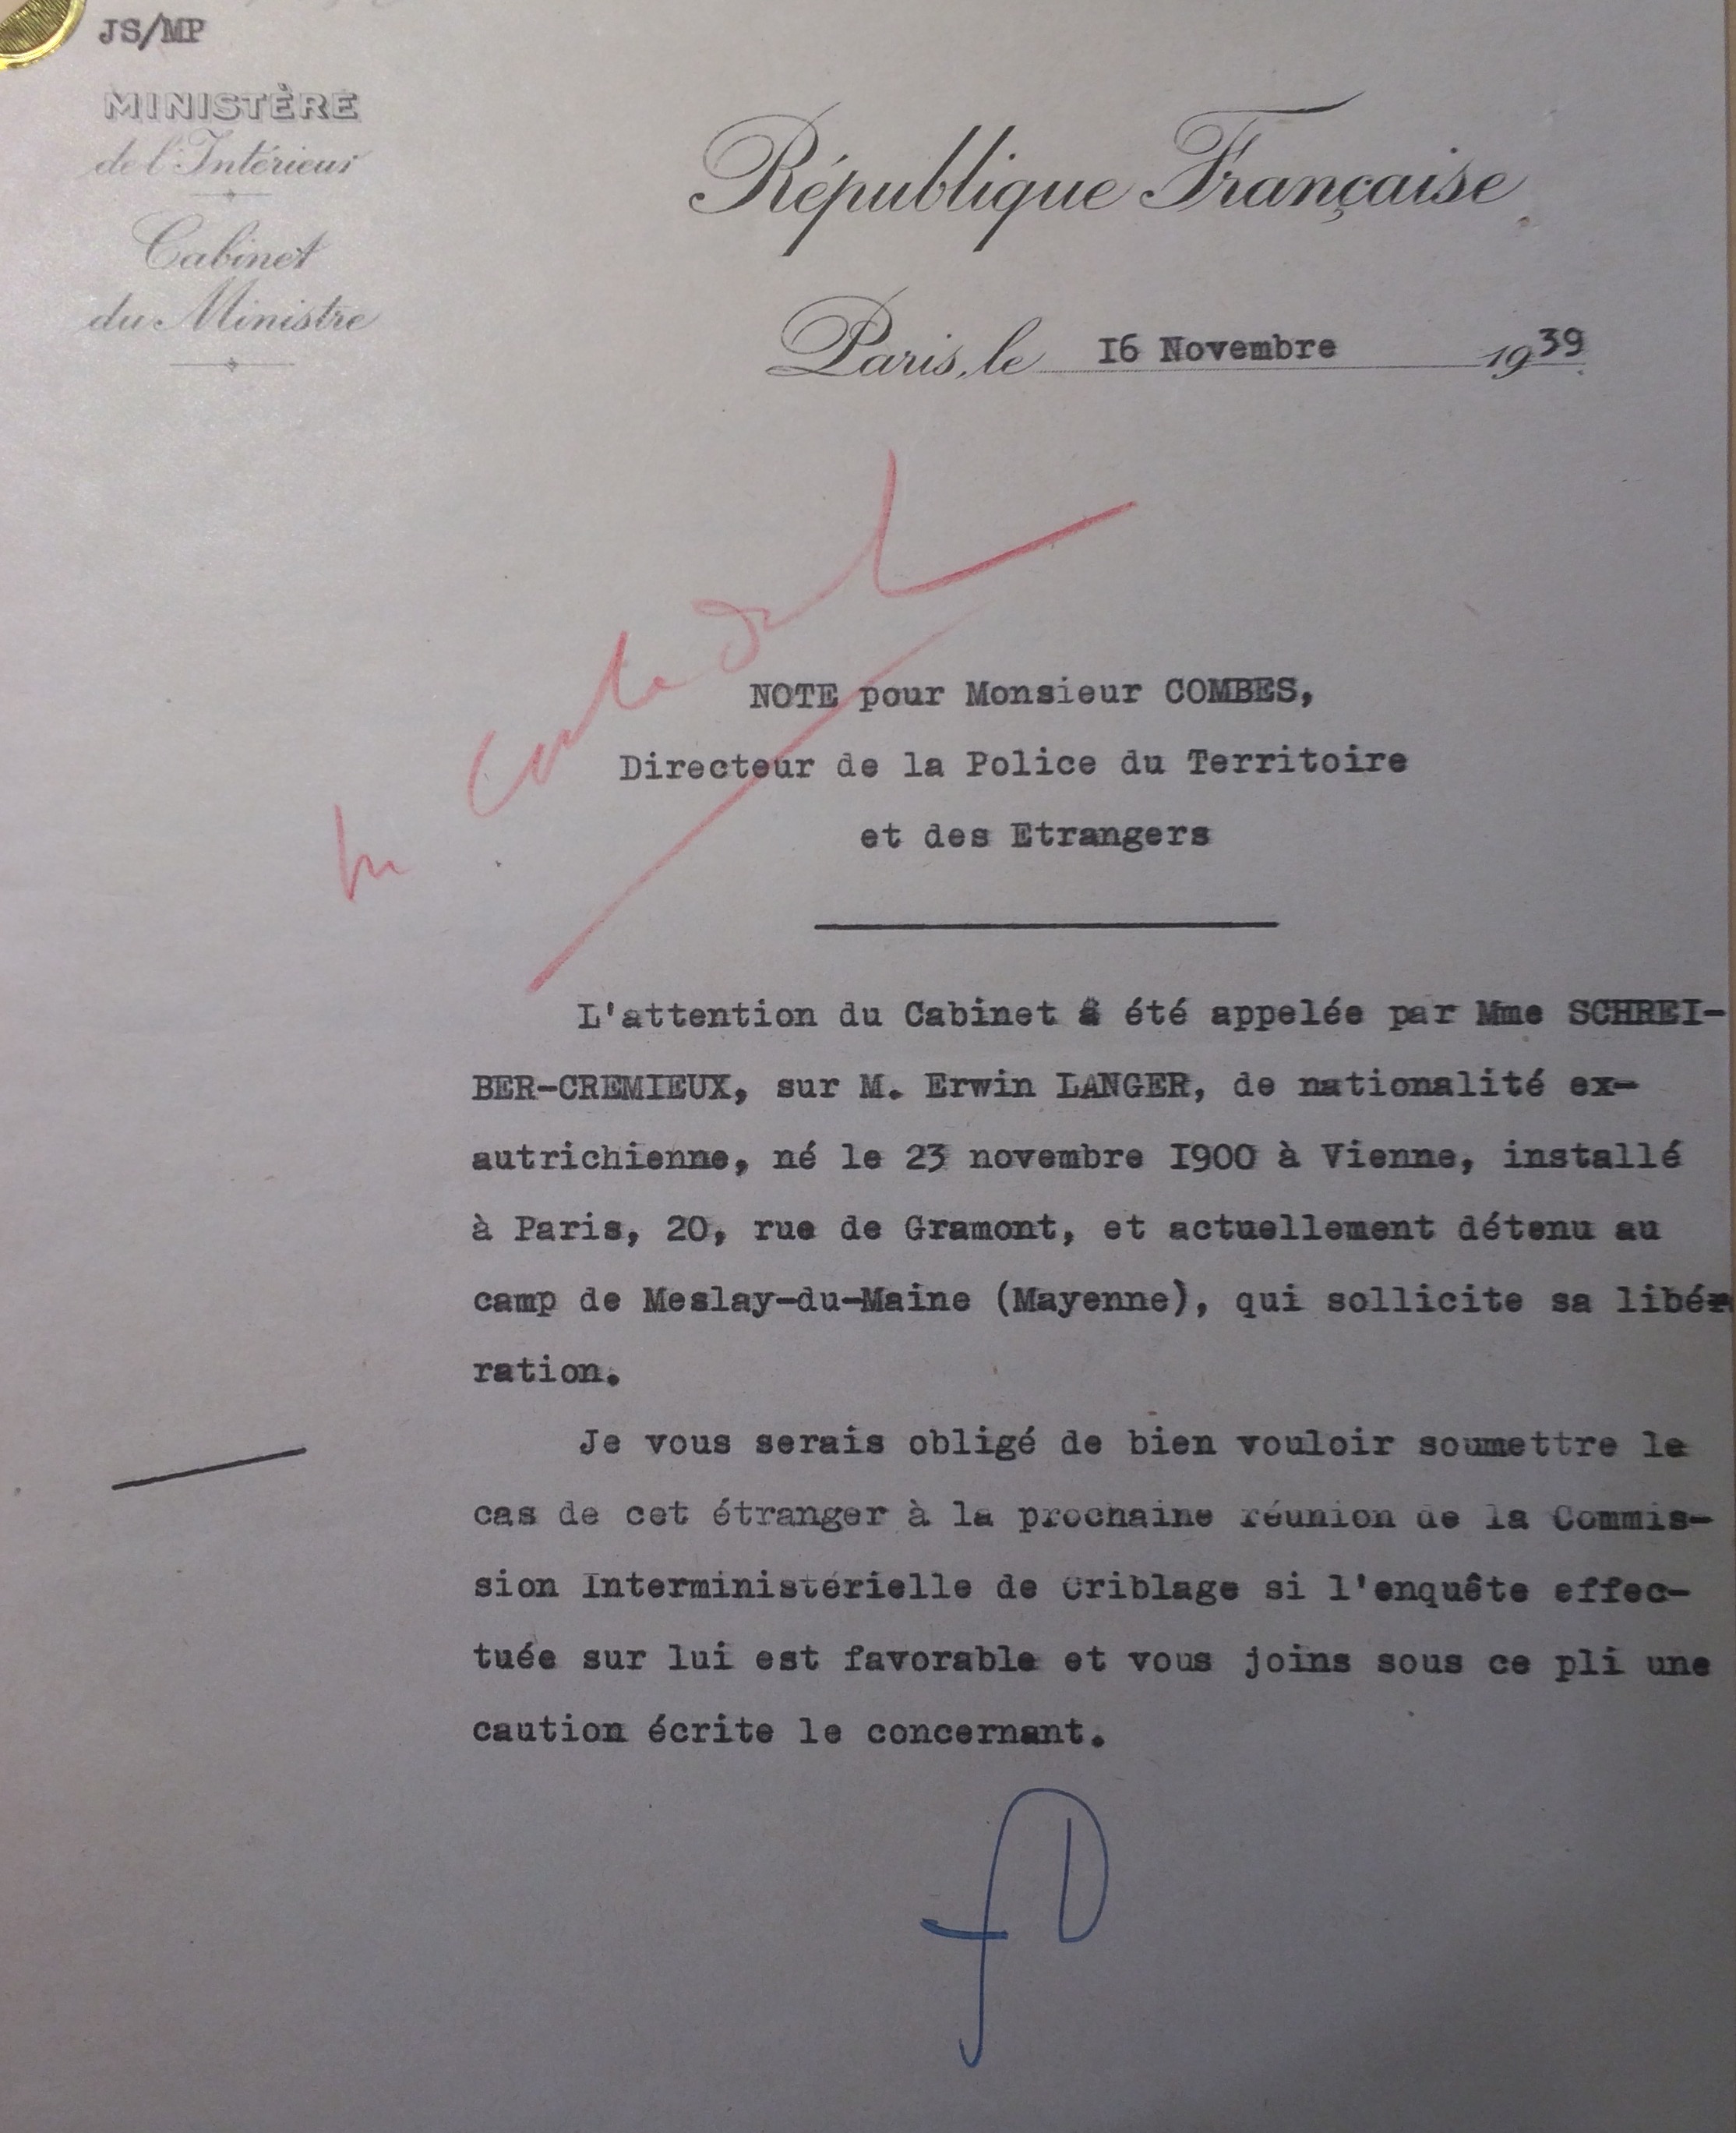 JS/MP
MINISTÈRE
de l'Intérieur
Cabinet
du Ministre
République Française
Paris, le 16 Novembre 1939
NOTE pour Monsieur COMBES,
Directeur de la Police du Territoire
et des Etrangers
L'attention du Cabinet a été appelée par Mme SCHREI-
BER-CREMIEUX, sur M. Erwin LANGER, de nationalité ex-
autrichienne, né le 23 novembre 1900 à Vienne, installé
à Paris, 20, rue de Gramont, et actuellement détenu au
camp de Meslay-du-Maine (Mayenne), qui sollicite sa libé-
ration.
Je vous serais obligé de bien vouloir soumettre le
cas de cet étranger à la prochaine réunion de la Commis-
sion Interministérielle de Criblage si l'enquête effec-
tuée sur lui est favorable et vous joins sous ce pli une
caution écrite le concernant.